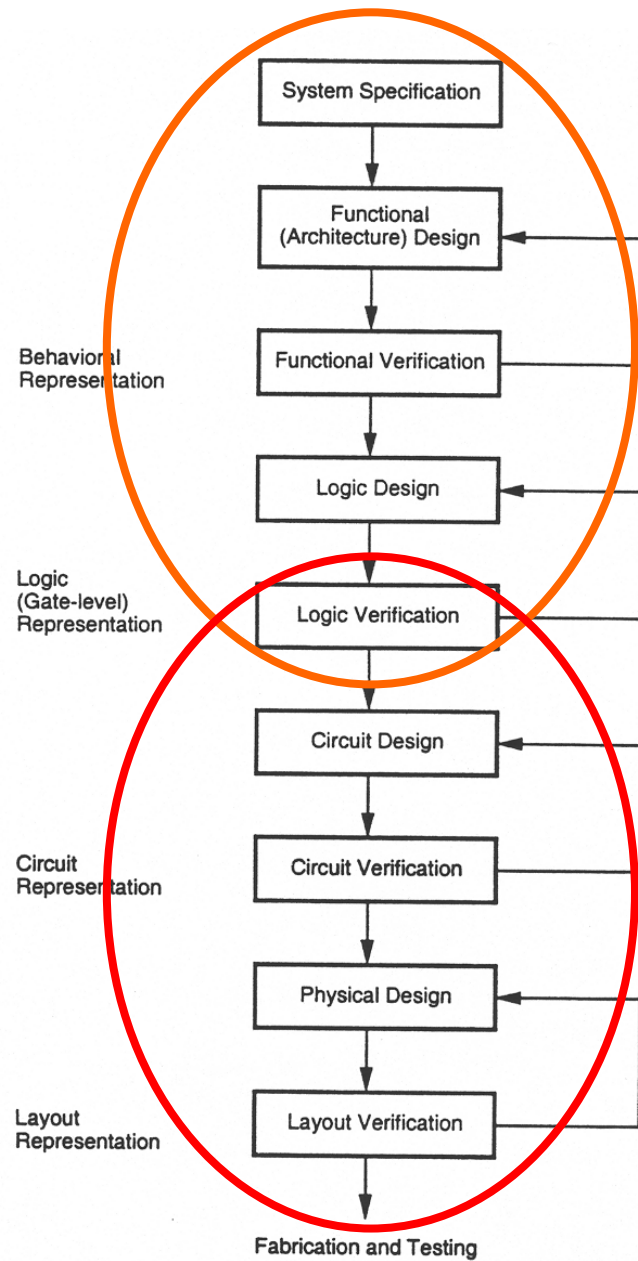 System Specification
Functional
(Architecture) Design
Behavioral
Representation
Functional Verification
Logic Design
Logic
(Gate-level)
Representation
Logic Verification
Circuit Design
Circuit
Representation
Circuit Verification
Physical Design
Layout
Representation
Layout Verification
Fabrication and Testing